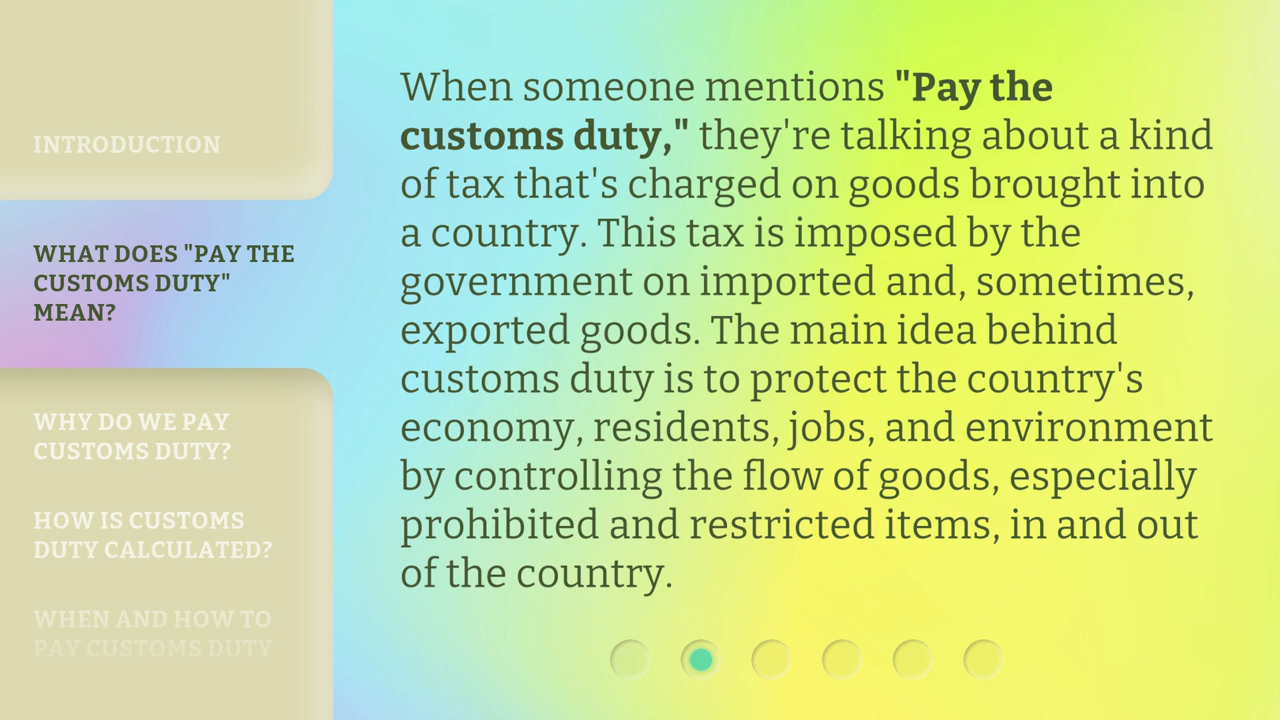 INTRODUCTION
WHAT DOES "PAY THE
CUSTOMS DUTY"
MEAN?
WHY DO WE PAY
CUSTOMS DUTY?
HOW IS CUSTOMS
DUTY CALCULATED?
WHEN AND HOW TO
PAY CUSTOMS DUTY
When someone mentions "Pay the
customs duty," they're talking about a kind
of tax that's charged on goods brought into
a country. This tax is imposed by the
government on imported and, sometimes,
exported goods. The main idea behind
customs duty is to protect the country's
economy, residents, jobs, and environment
by controlling the flow of goods, especially
prohibited and restricted items, in and out
of the country.